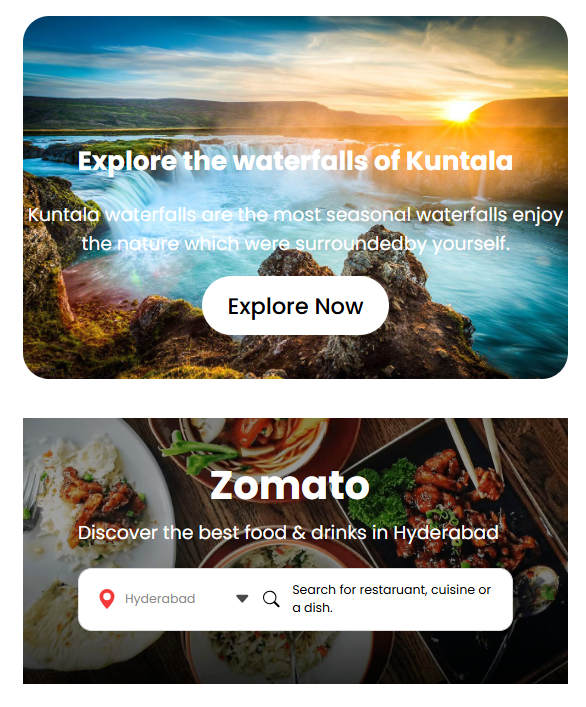 Explore the waterfalls of Kuntala
Kuntala waterfalls are the most seasonal waterfalls enjoy
the nature which were surroundedby yourself.
Explore Now
Zomato
Discover the best food & drinks in Hyderabad
Hyderabad
Search for restaruant, cuisine or
a dish.